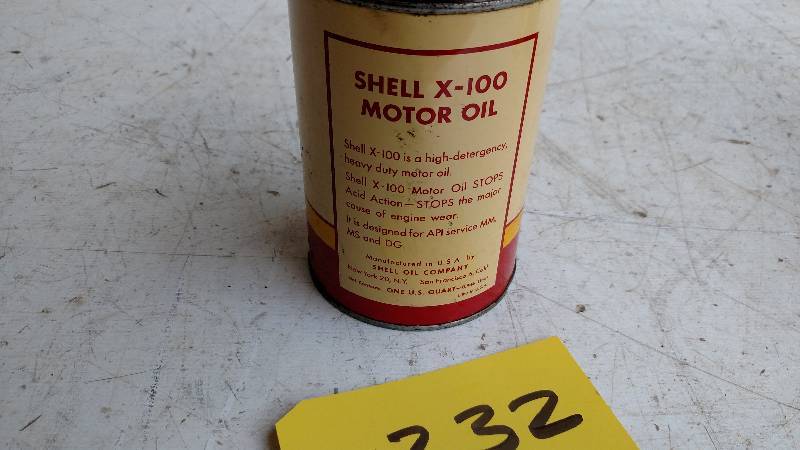 SHELL X-100
MOTOR OIL
Shell X-100 is a high-detergency,
heavy duty motor oil.
Shell X-100 Motor Oil STOPS
Acid Action—STOPS the major
cause of engine wear.
It is designed for API service MM,
MS and DG
Manufactured in U.S.A. by
SHELL OIL COMPANY
New York 20, N.Y. San Francisco 6, Calif.
Net Contents ONE U.S. QUART
232